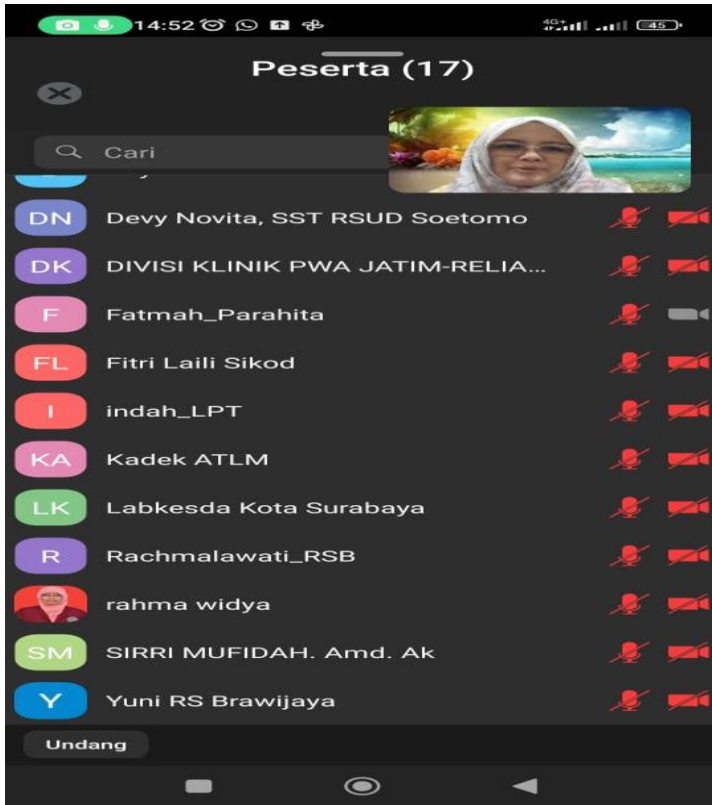 14:52 4G+ 45
Peserta (17)
Cari
DN Devy Novita, SST RSUD Soetomo
DK DIVISI KLINIK PWA JATIM-RELIA...
F Fatmah_Parahita
FL Fitri Laili Sikod
I indah_LPT
KA Kadek ATLM
LK Labkesda Kota Surabaya
R Rachmalawati_RSB
rahma widya
SM SIRRI MUFIDAH. Amd. Ak
Y Yuni RS Brawijaya
Undang